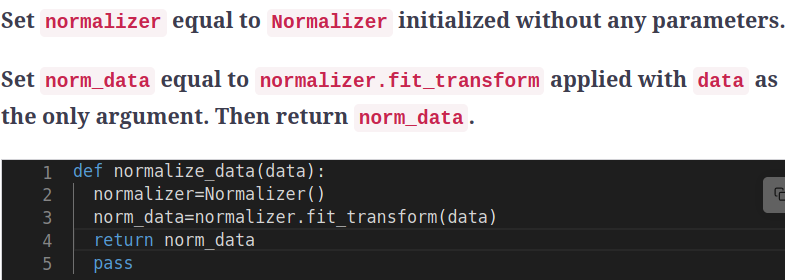 Set normalizer equal to Normalizer initialized without any parameters.
Set norm_data equal to normalizer.fit_transform applied with data as
the only argument. Then return norm_data.
1 def normalize_data(data):
2   normalizer=Normalizer()
3   norm_data=normalizer.fit_transform(data)
4   return norm_data
5   pass